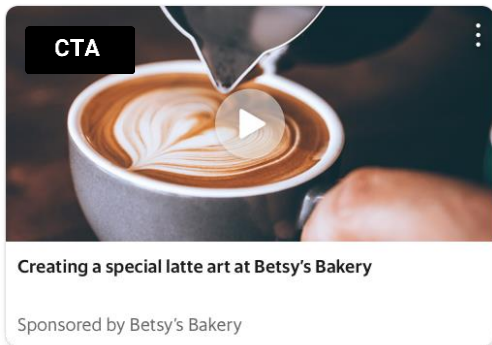 CTA
Creating a special latte art at Betsy's Bakery
Sponsored by Betsy's Bakery